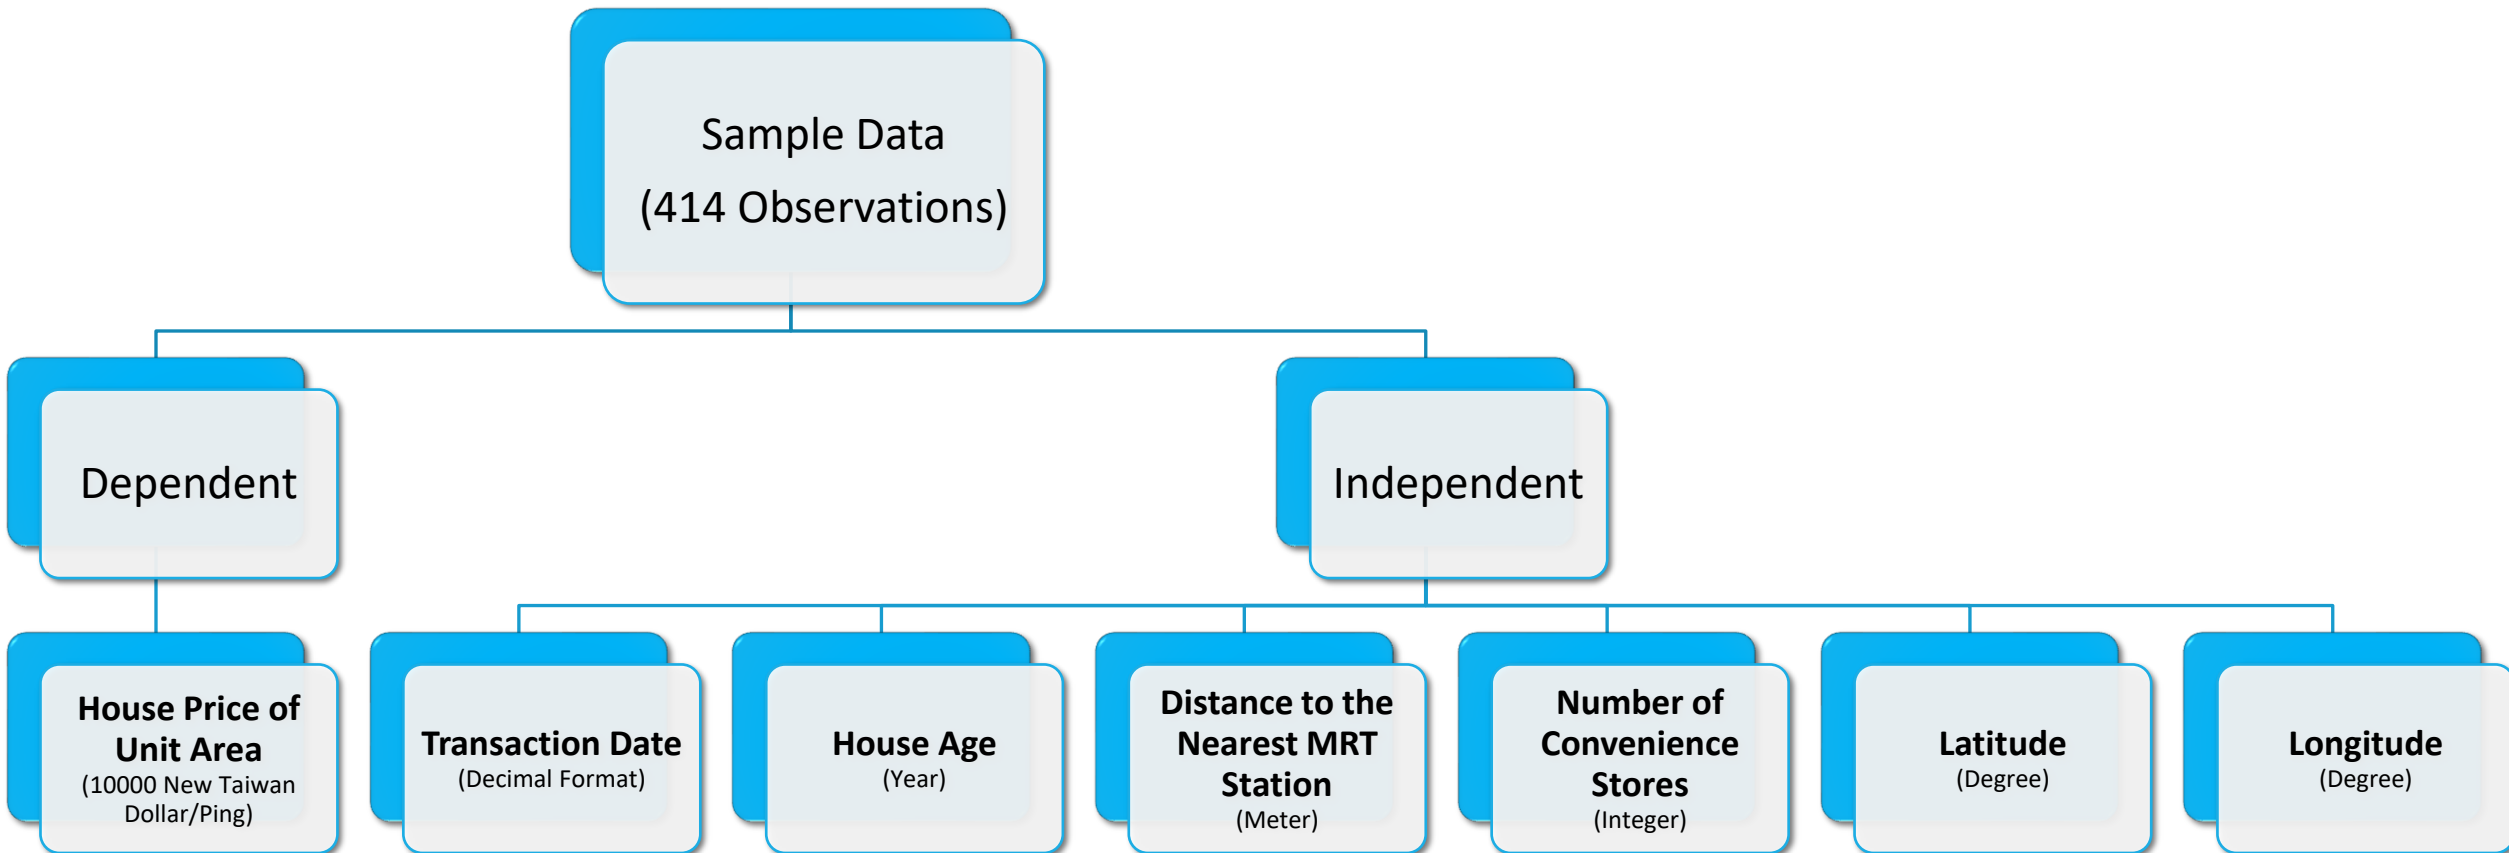 Sample Data
(414 Observations)
Dependent
Independent
House Price of
Unit Area
(10000 New Taiwan
Dollar/Ping)
Transaction Date
(Decimal Format)
House Age
(Year)
Distance to the
Nearest MRT
Station
(Meter)
Number of
Convenience
Stores
(Integer)
Latitude
(Degree)
Longitude
(Degree)